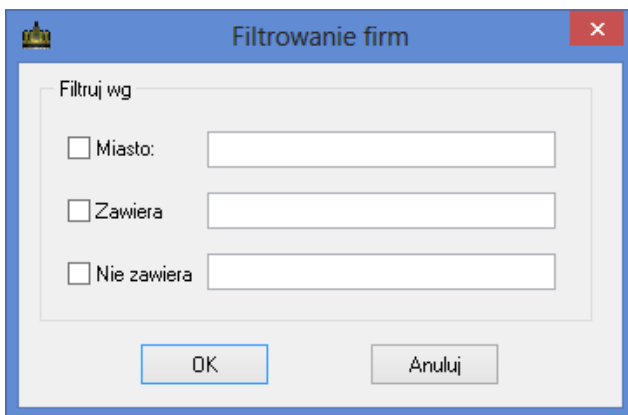 Filtrowanie firm
Filtruj wg
Miasto:
Zawiera
Nie zawiera
OK Anuluj